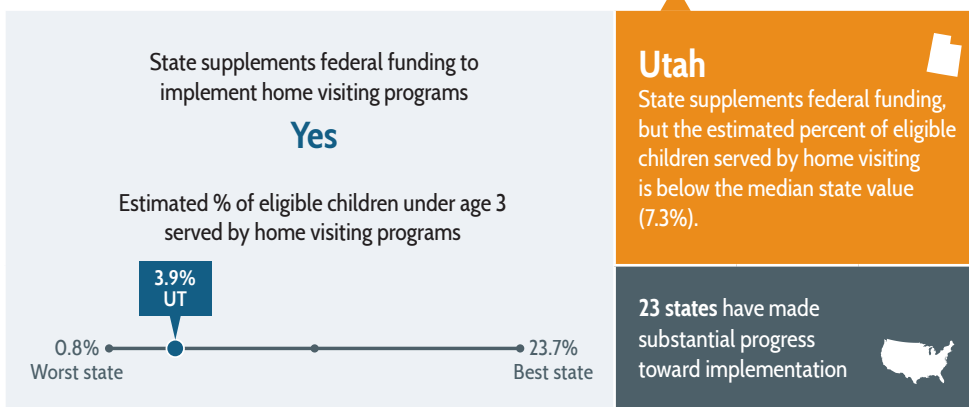 State supplements federal funding to
implement home visiting programs
Yes
Estimated % of eligible children under age 3
served by home visiting programs
3.9%
UT
0.8%
Worst state
23.7%
Best state
Utah
State supplements federal funding,
but the estimated percent of eligible
children served by home visiting
is below the median state value
(7.3%).
23 states have made
substantial progress
toward implementation